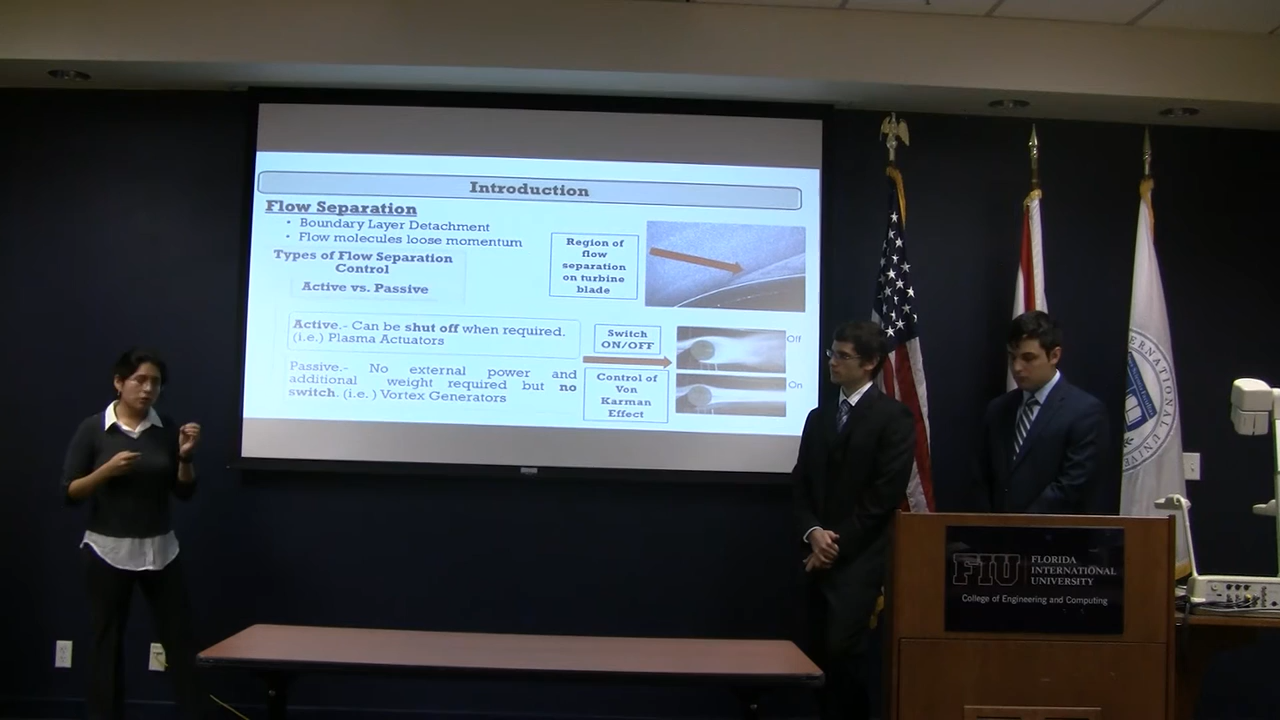 Introduction
Flow Separation
• Boundary Layer Detachment
• Flow molecules loose momentum
Types of Flow Separation
Control
Active vs. Passive
Region of
flow
separation
on turbine
blade
Active.- Can be shut off when required.
(i.e.) Plasma Actuators
Passive.- No external power and
additional weight required but no
switch. (i.e. ) Vortex Generators
Switch
ON/OFF
Control of
Von
Karman
Effect
Off
On
FIU
FLORIDA
INTERNATIONAL
UNIVERSITY
College of Engineering and Computing